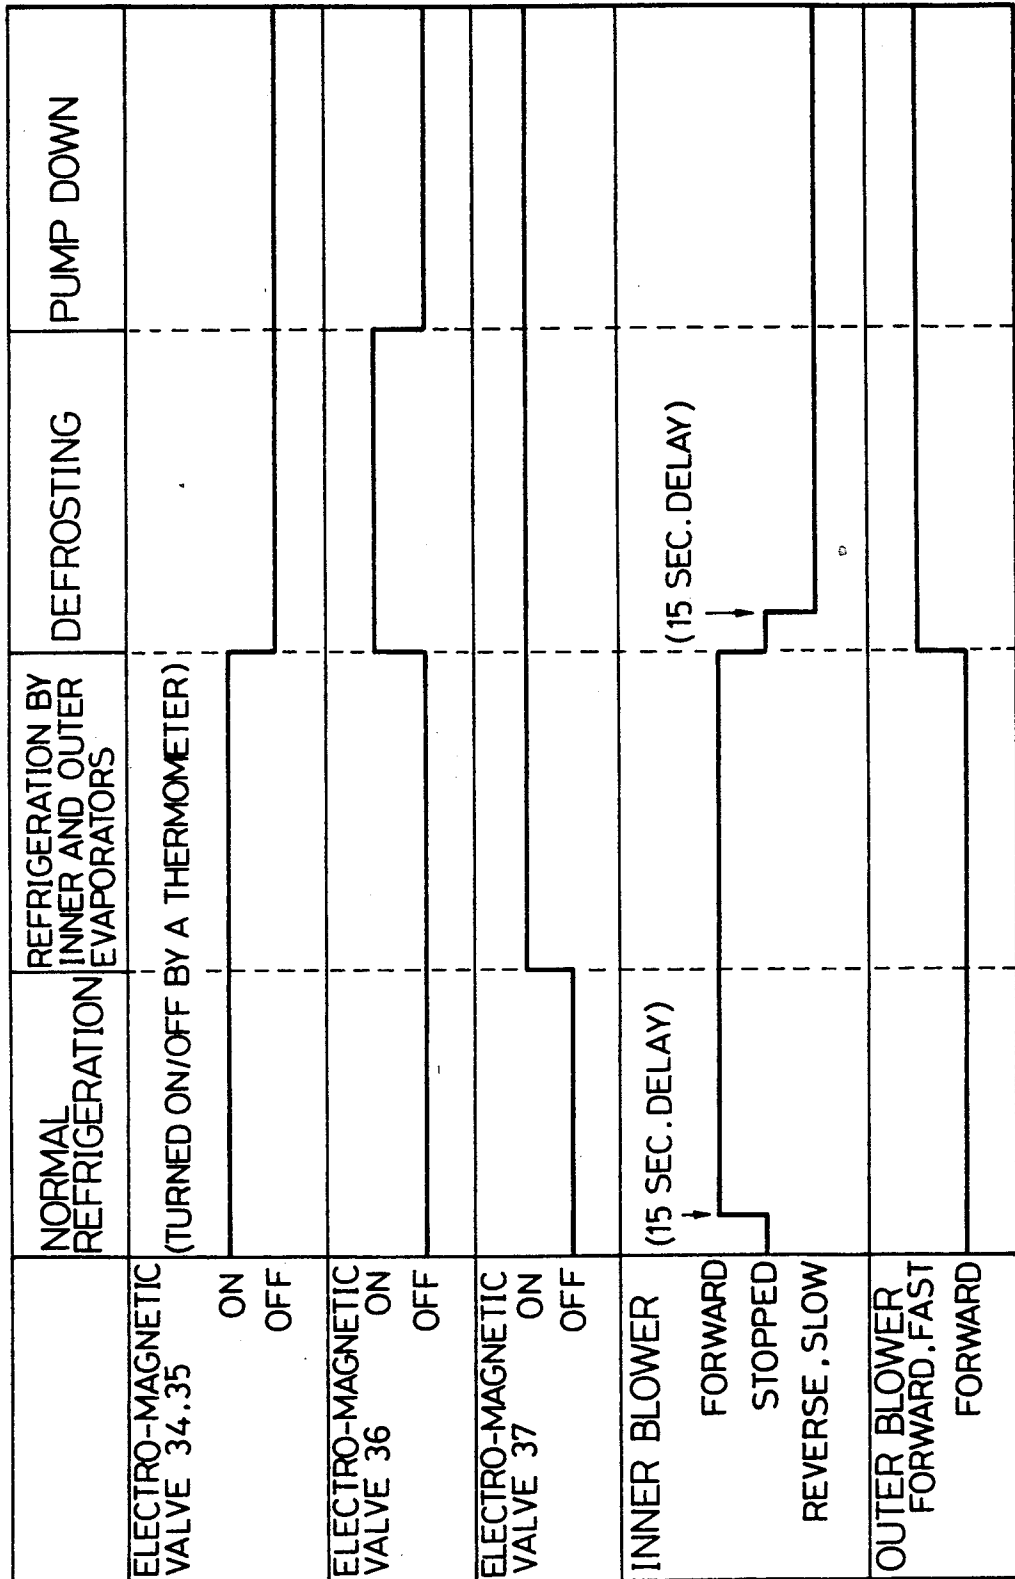 NORMAL
REFRIGERATION
REFRIGERATION BY
INNER AND OUTER
EVAPORATORS
DEFROSTING
PUMP DOWN
ELECTRO-MAGNETIC
VALVE 34.35
ON
OFF
(TURNED ON/OFF BY A THERMOMETER)
ELECTRO-MAGNETIC
VALVE 36
ON
OFF
ELECTRO-MAGNETIC
VALVE 37
ON
OFF
INNER BLOWER
FORWARD
STOPPED
REVERSE.SLOW
(15 SEC.DELAY)
(15 SEC.DELAY)
OUTER BLOWER
FORWARD.FAST
FORWARD